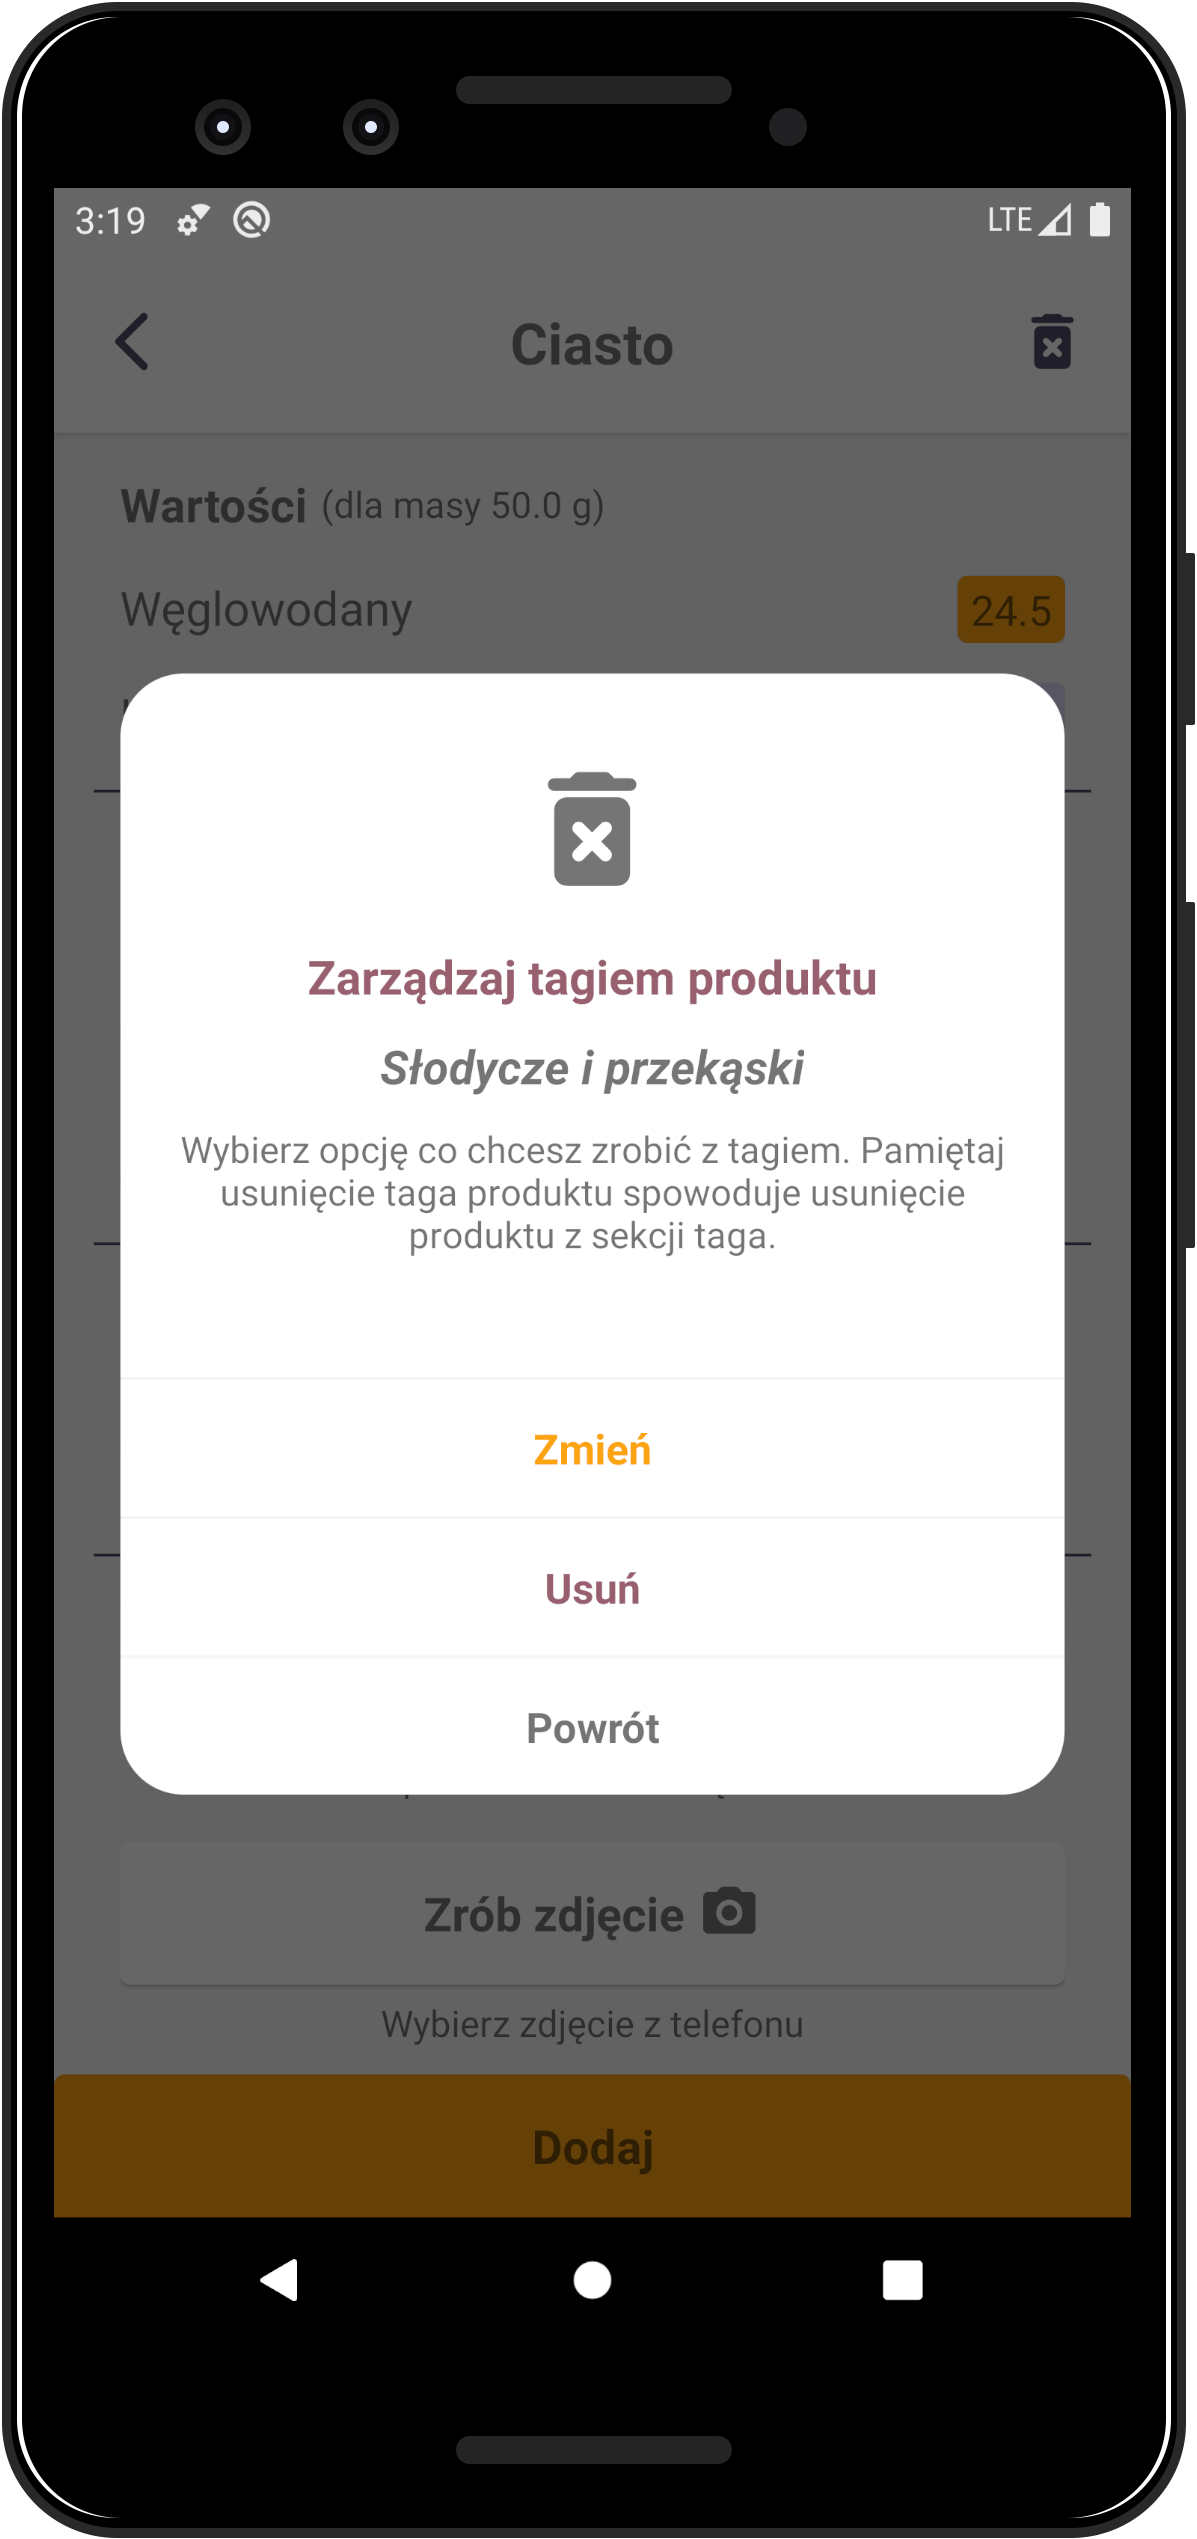 3:19
LTE
Ciasto
Wartości (dla masy 50.0 g)
Węglowodany 24.5
Zarządzaj tagiem produktu
Słodycze i przekąski
Wybierz opcję co chcesz zrobić z tagiem. Pamiętaj
usunięcie taga produktu spowoduje usunięcie
produktu z sekcji taga.
Zmień
Usuń
Powrót
Zrób zdjęcie
Wybierz zdjęcie z telefonu
Dodaj